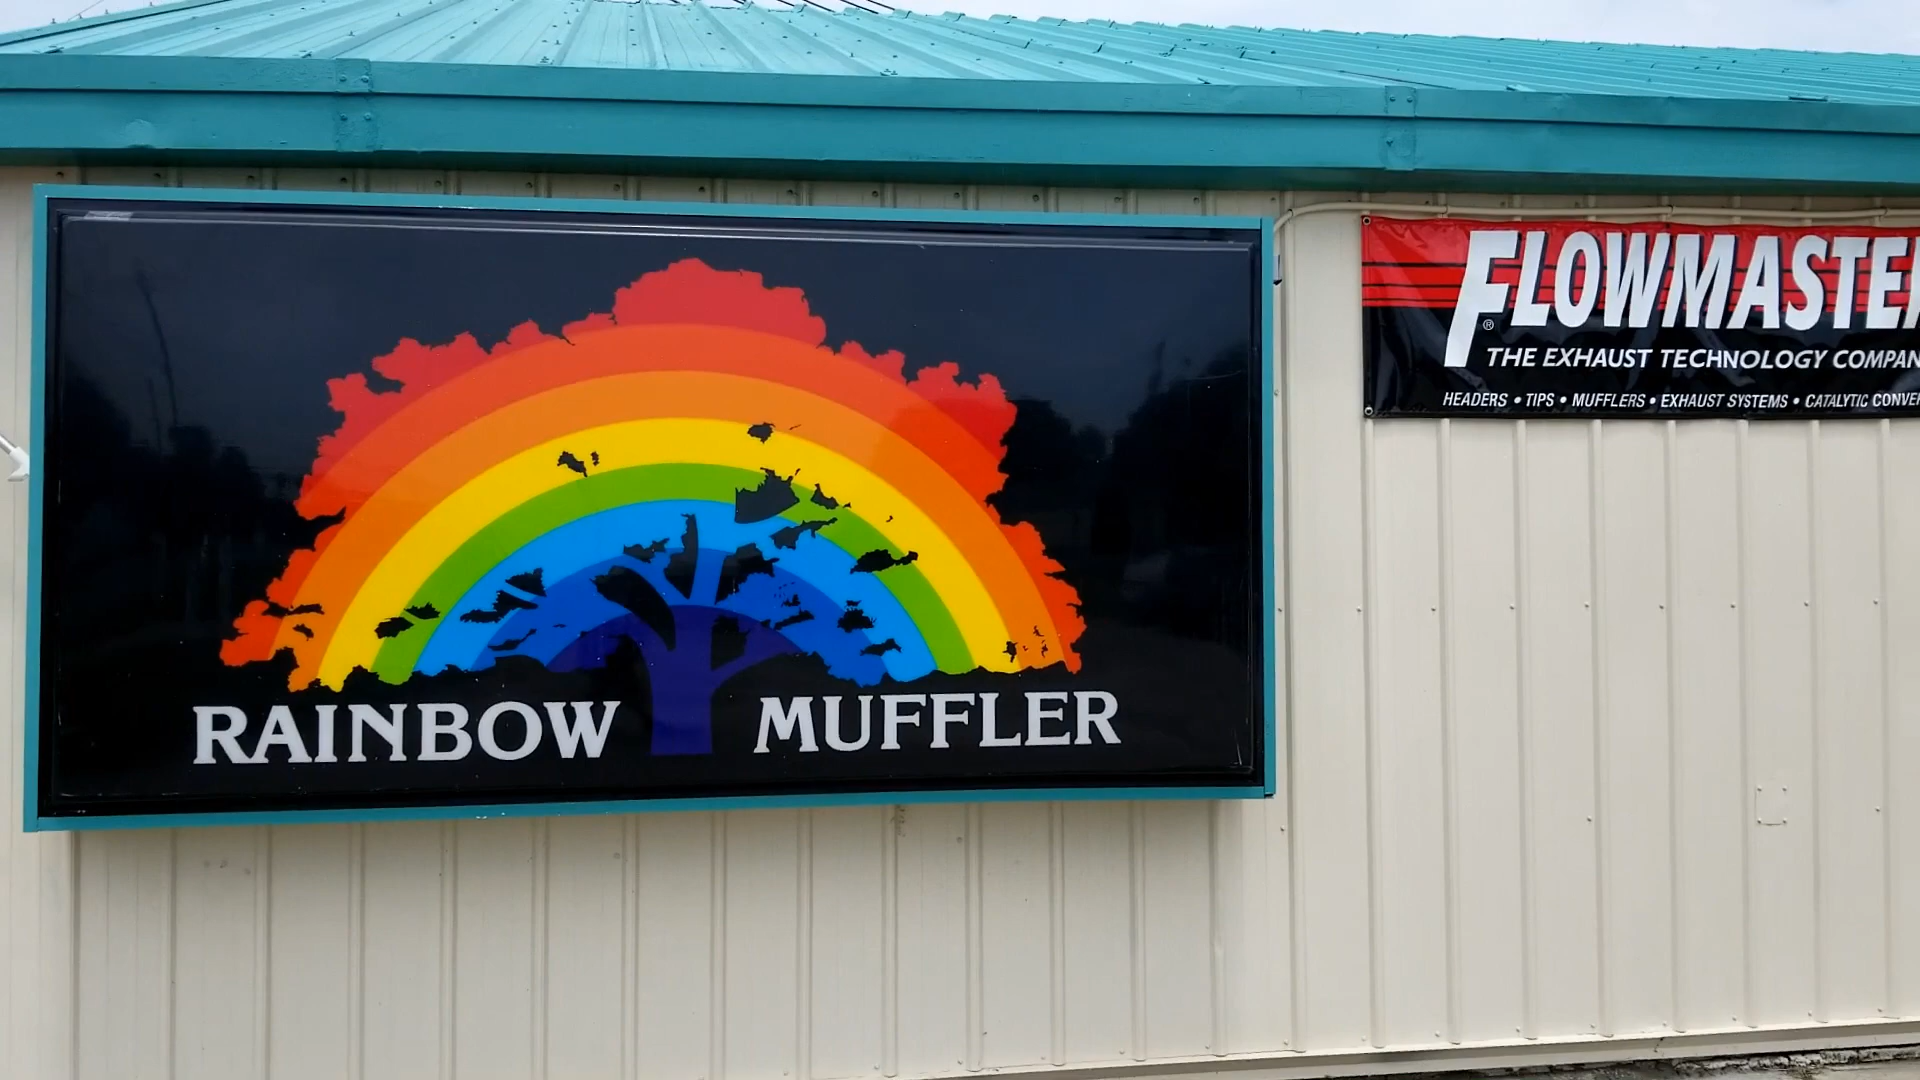 RAINBOW MUFFLER
FLOWMASTE
®
THE EXHAUST TECHNOLOGY COMPAN
HEADERS • TIPS • MUFFLERS • EXHAUST SYSTEMS • CATALYTIC CONVE